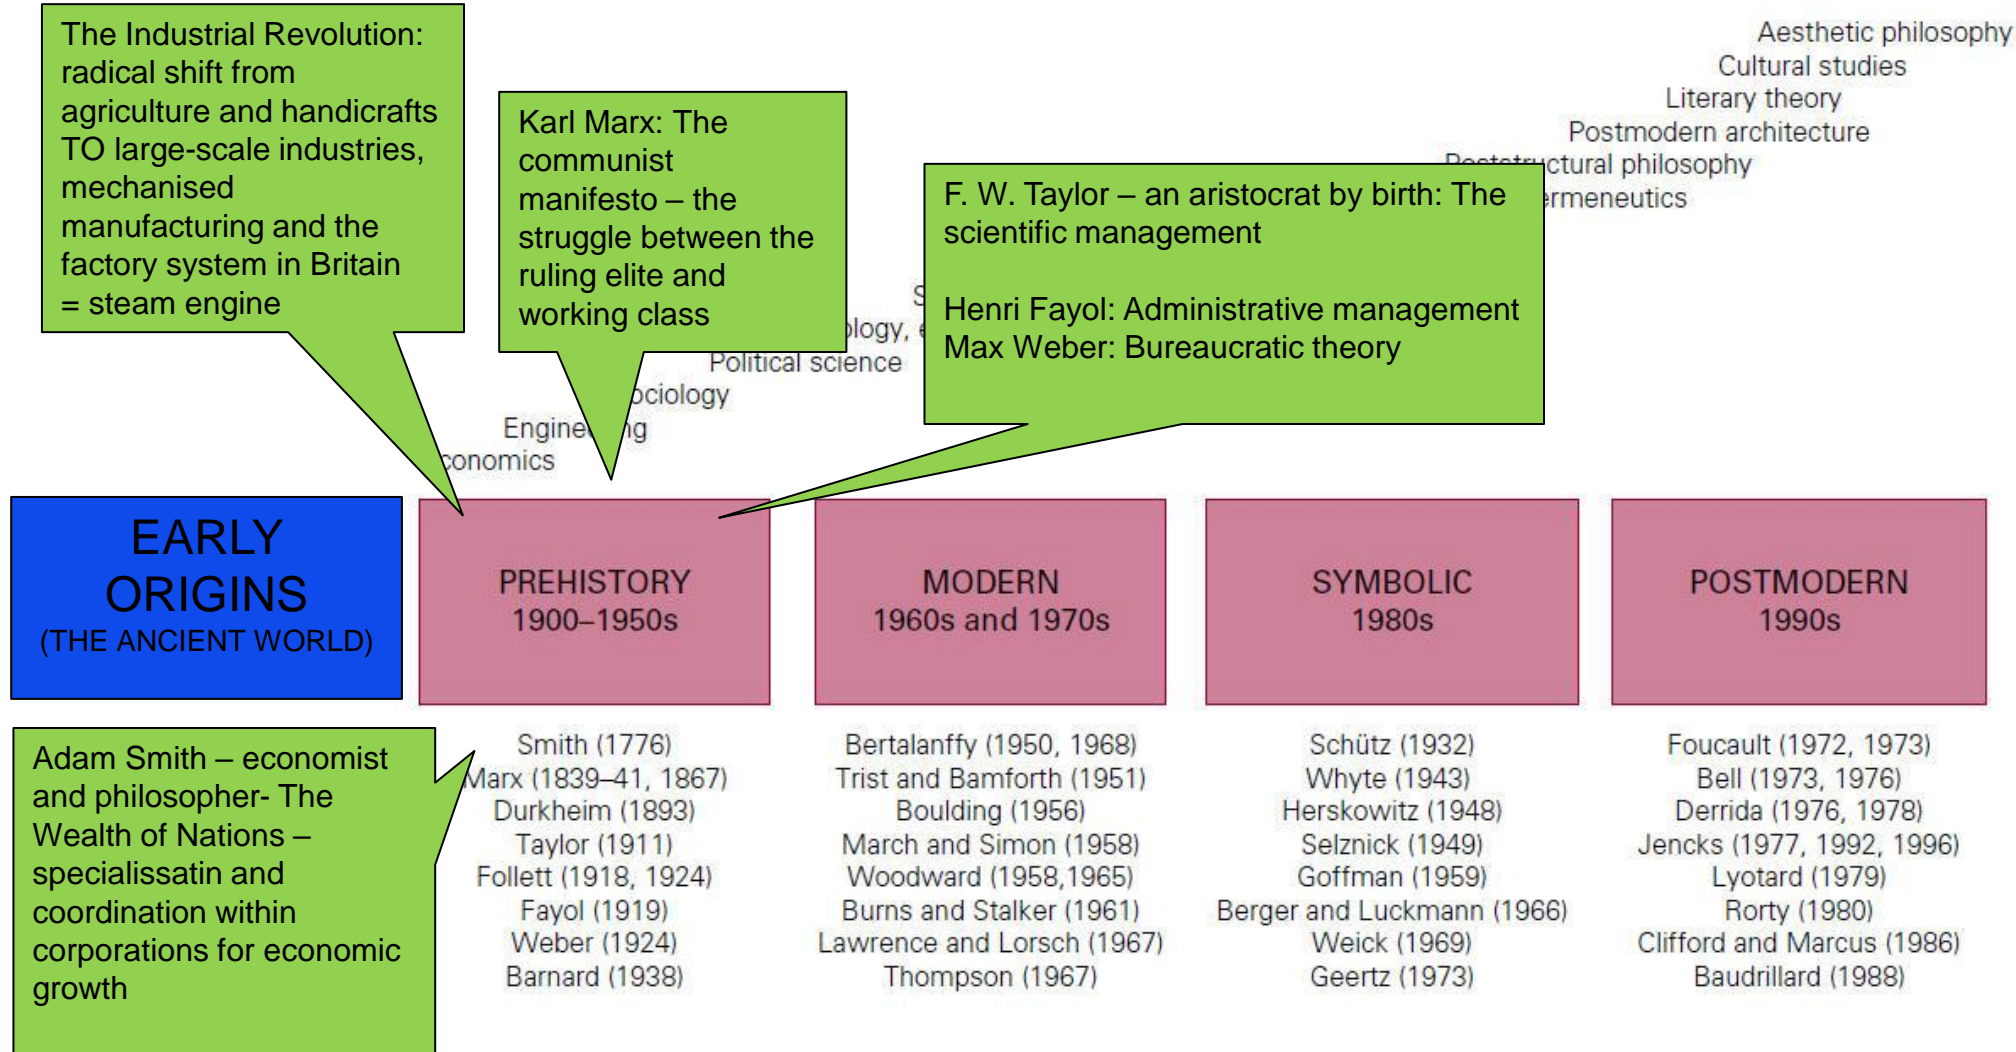 The Industrial Revolution:
radical shift from
agriculture and handicrafts
TO large-scale industries,
mechanised
manufacturing and the
factory system in Britain
= steam engine
Karl Marx: The
communist
manifesto – the
struggle between the
ruling elite and
working class
F. W. Taylor – an aristocrat by birth: The
scientific management
Henri Fayol: Administrative management
Max Weber: Bureaucratic theory
Aesthetic philosophy
Cultural studies
Literary theory
Postmodern architecture
Poststructural philosophy
ermeneutics
ology,
Political science
ociology
Engineering
conomics
EARLY
ORIGINS
(THE ANCIENT WORLD)
PREHISTORY
1900–1950s
MODERN
1960s and 1970s
SYMBOLIC
1980s
POSTMODERN
1990s
Adam Smith – economist
and philosopher- The
Wealth of Nations –
specialissatin and
coordination within
corporations for economic
growth
Smith (1776)
Marx (1839–41, 1867)
Durkheim (1893)
Taylor (1911)
Follett (1918, 1924)
Fayol (1919)
Weber (1924)
Barnard (1938)
Bertalanffy (1950, 1968)
Trist and Bamforth (1951)
Boulding (1956)
March and Simon (1958)
Woodward (1958,1965)
Burns and Stalker (1961)
Lawrence and Lorsch (1967)
Thompson (1967)
Schütz (1932)
Whyte (1943)
Herskowitz (1948)
Selznick (1949)
Goffman (1959)
Berger and Luckmann (1966)
Weick (1969)
Geertz (1973)
Foucault (1972, 1973)
Bell (1973, 1976)
Derrida (1976, 1978)
Jencks (1977, 1992, 1996)
Lyotard (1979)
Rorty (1980)
Clifford and Marcus (1986)
Baudrillard (1988)